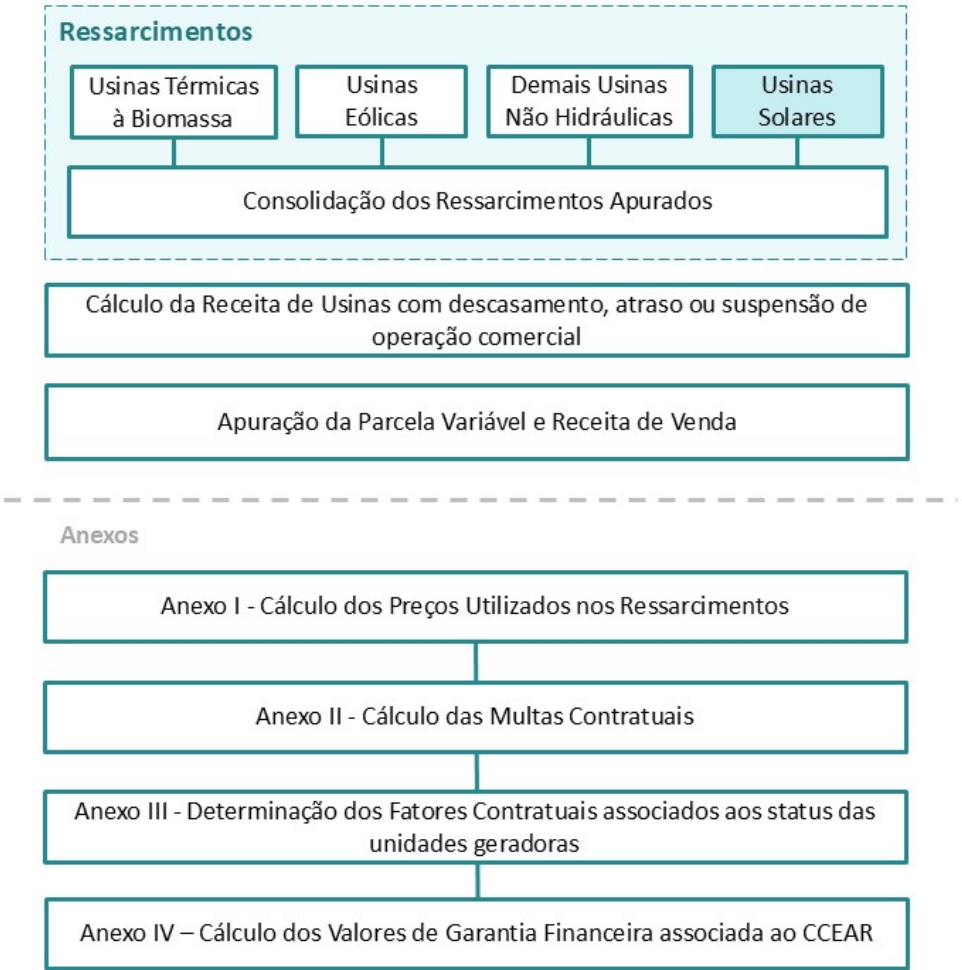 Ressarcimentos
Usinas Térmicas
à Biomassa
Usinas
Eólicas
Demais Usinas
Não Hidráulicas
Usinas
Solares
Consolidação dos Ressarcimentos Apurados
Cálculo da Receita de Usinas com descasamento, atraso ou suspensão de
operação comercial
Apuração da Parcela Variável e Receita de Venda
Anexos
Anexo I - Cálculo dos Preços Utilizados nos Ressarcimentos
Anexo II - Cálculo das Multas Contratuais
Anexo III - Determinação dos Fatores Contratuais associados aos status das
unidades geradoras
Anexo IV – Cálculo dos Valores de Garantia Financeira associada ao CCEAR